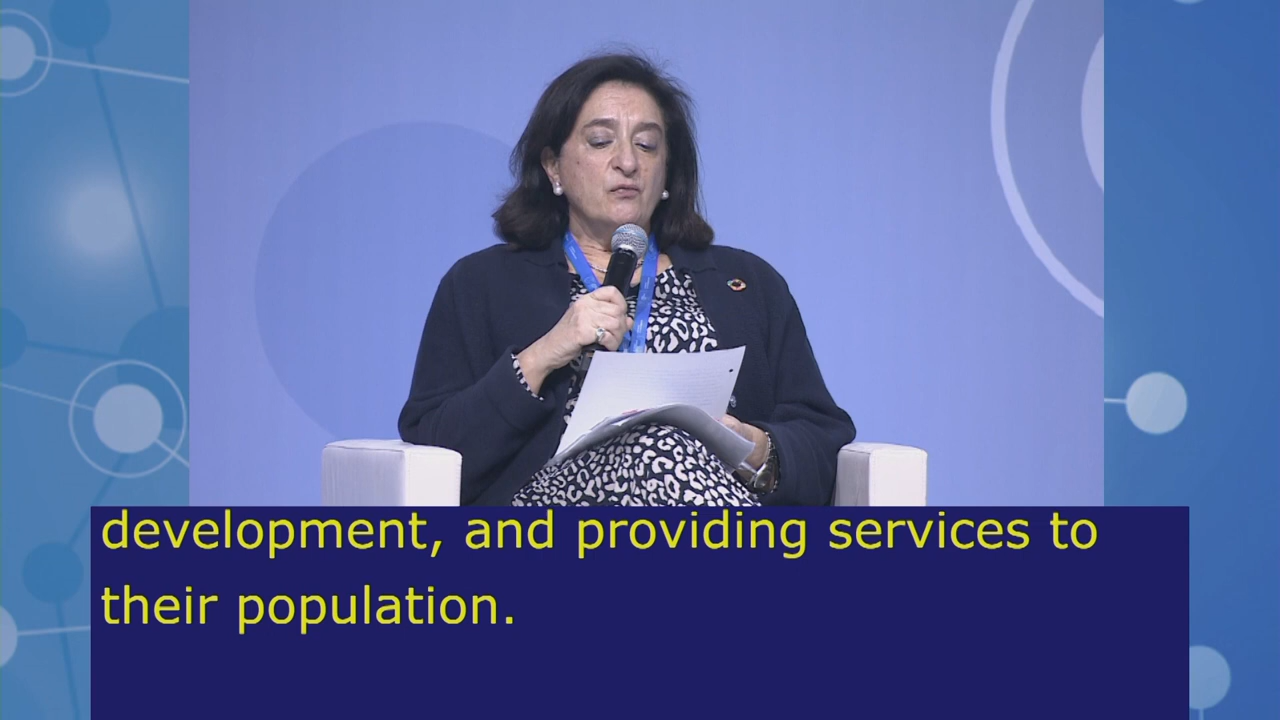 development, and providing services to
their population.